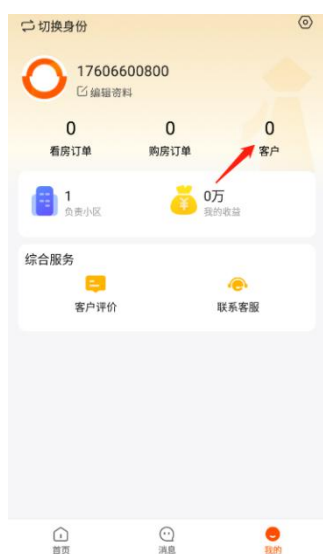 切换身份
17606600800
编辑资料
0 0 0
看房订单 购房订单 客户
1 0万
负责小区 我的收益
综合服务
客户评价 联系客服
首页 消息 我的